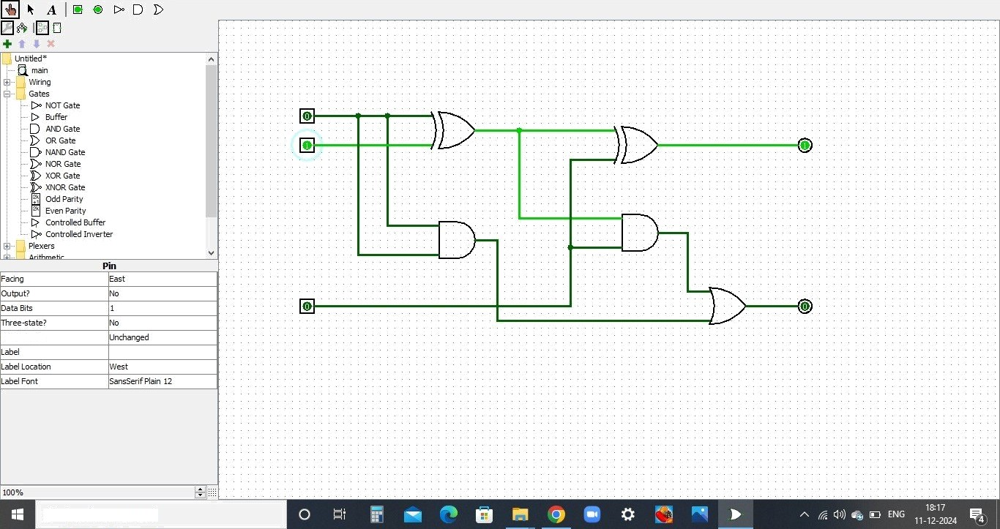 A
Untitled*
main
Wiring
Gates
NOT Gate
Buffer
AND Gate
OR Gate
NAND Gate
NOR Gate
XOR Gate
XNOR Gate
2k+1 Odd Parity
2k Even Parity
Controlled Buffer
Controlled Inverter
Plexers
Arithmetic
Pin
Facing East
Output? No
Data Bits 1
Three-state? No
Unchanged
Label
Label Location West
Label Font SansSerif Plain 12
100%
0
1
1
0
0
ENG
18:17
11-12-2024
4